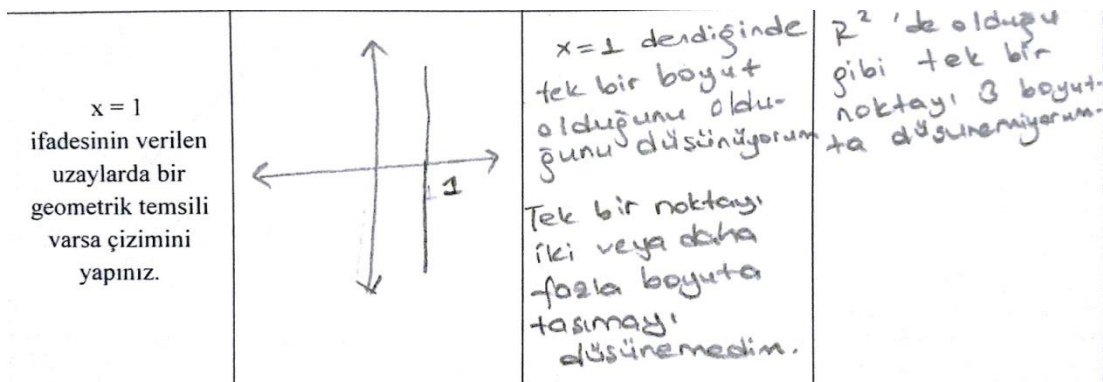 x = 1
ifadesinin verilen
uzaylarda bir
geometrik temsili
varsa çizimini
yapınız.
1
x=1 dendiğinde
tek bir boyut
olduğunu oldu-
ğunu düşünüyorum
Tek bir noktayı
iki veya daha
fazla boyuta
taşımayı
düşünemedim.
R² 'de olduğu
gibi tek bir
noktayı 3 boyut-
ta düşünemiyorum.